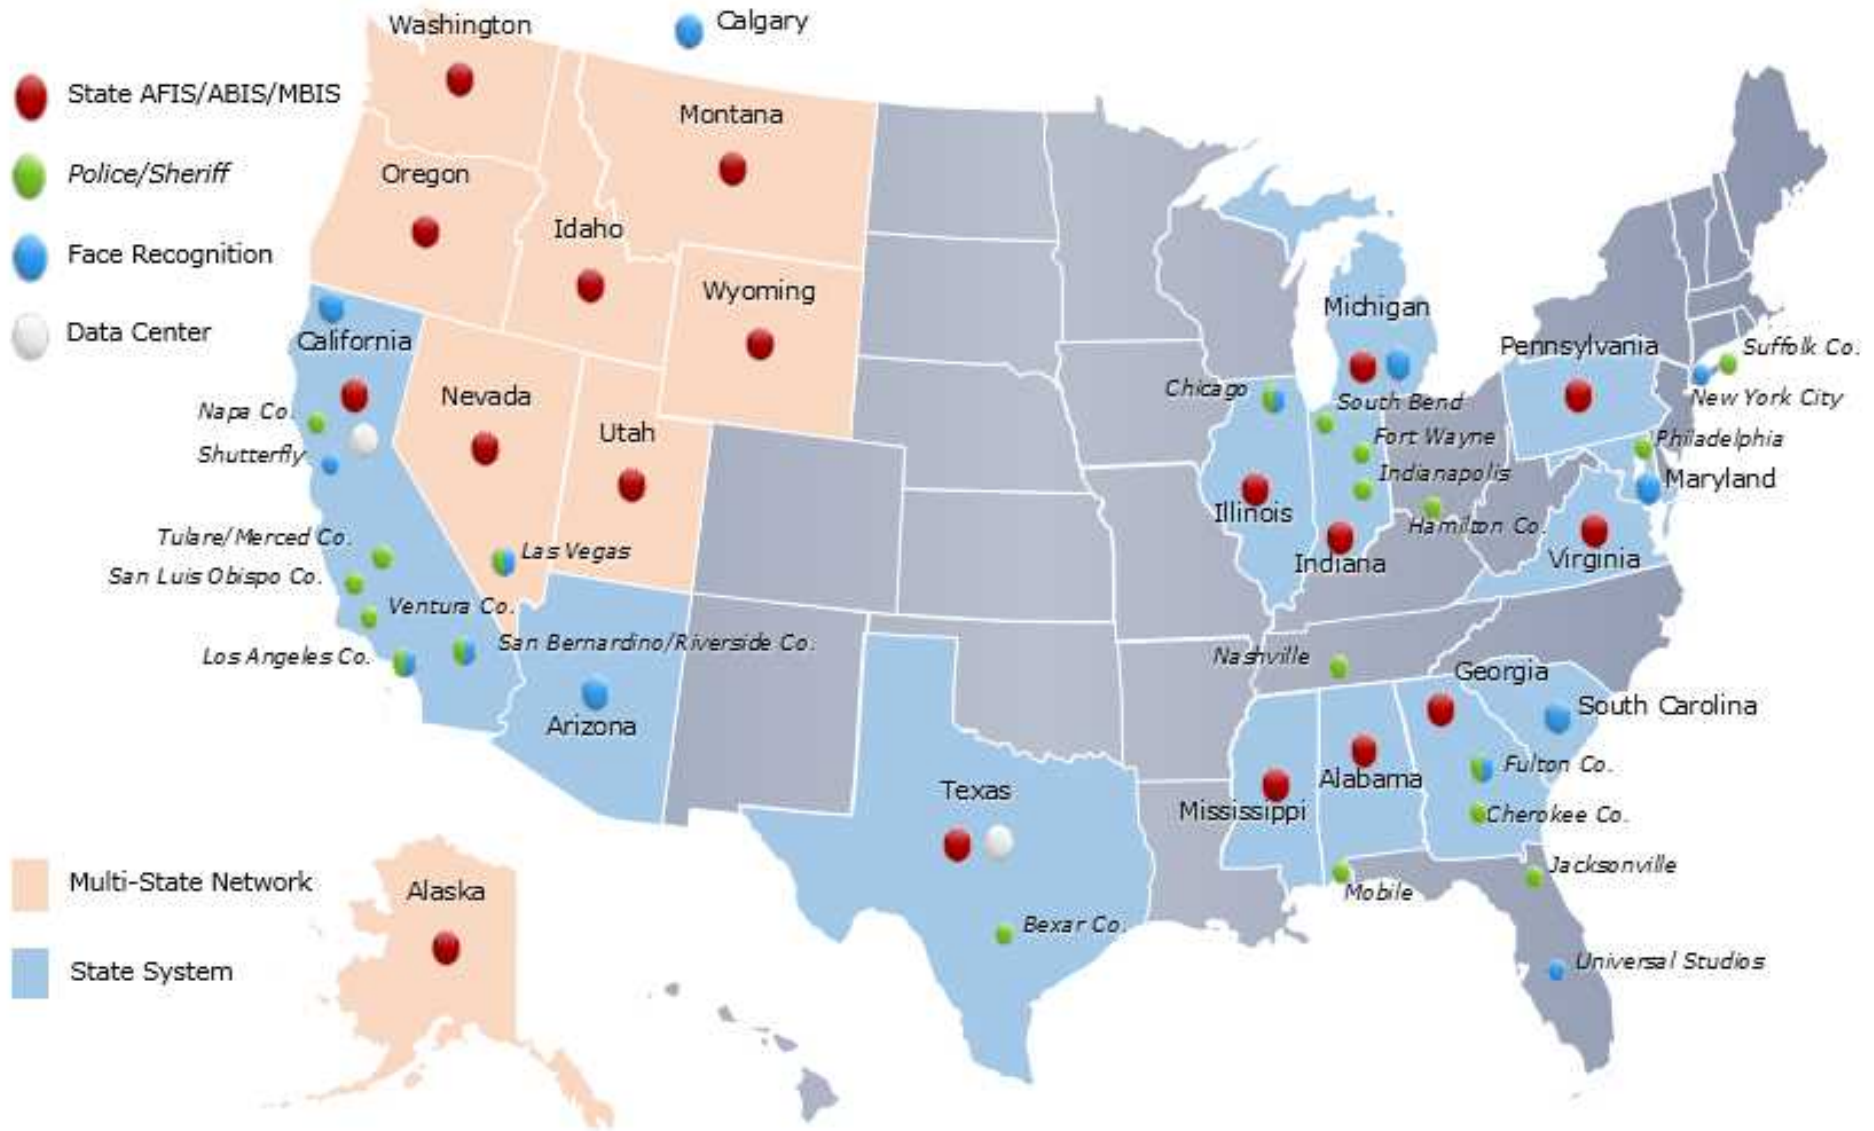 Washington
Calgary
State AFIS/ABIS/MBIS
Montana
Police/Sheriff
Oregon
Idaho
Face Recognition
Wyoming
Michigan
Data Center
California
Pennsylvania
Suffolk Co.
Nevada
Chicago
South Bend
New York City
Napa Co.
Utah
Fort Wayne
Philadelphia
Shutterfly
Indianapolis
Maryland
Illinois
Hamilton Co.
Tulare/Merced Co.
Las Vegas
Indiana
Virginia
San Luis Obispo Co.
Ventura Co.
San Bernardino/Riverside Co.
Los Angeles Co.
Nashville
Georgia
Arizona
South Carolina
Fulton Co.
Texas
Alabama
Mississippi
Cherokee Co.
Jacksonville
Multi-State Network
Alaska
Mobile
Bexar Co.
State System
Universal Studios